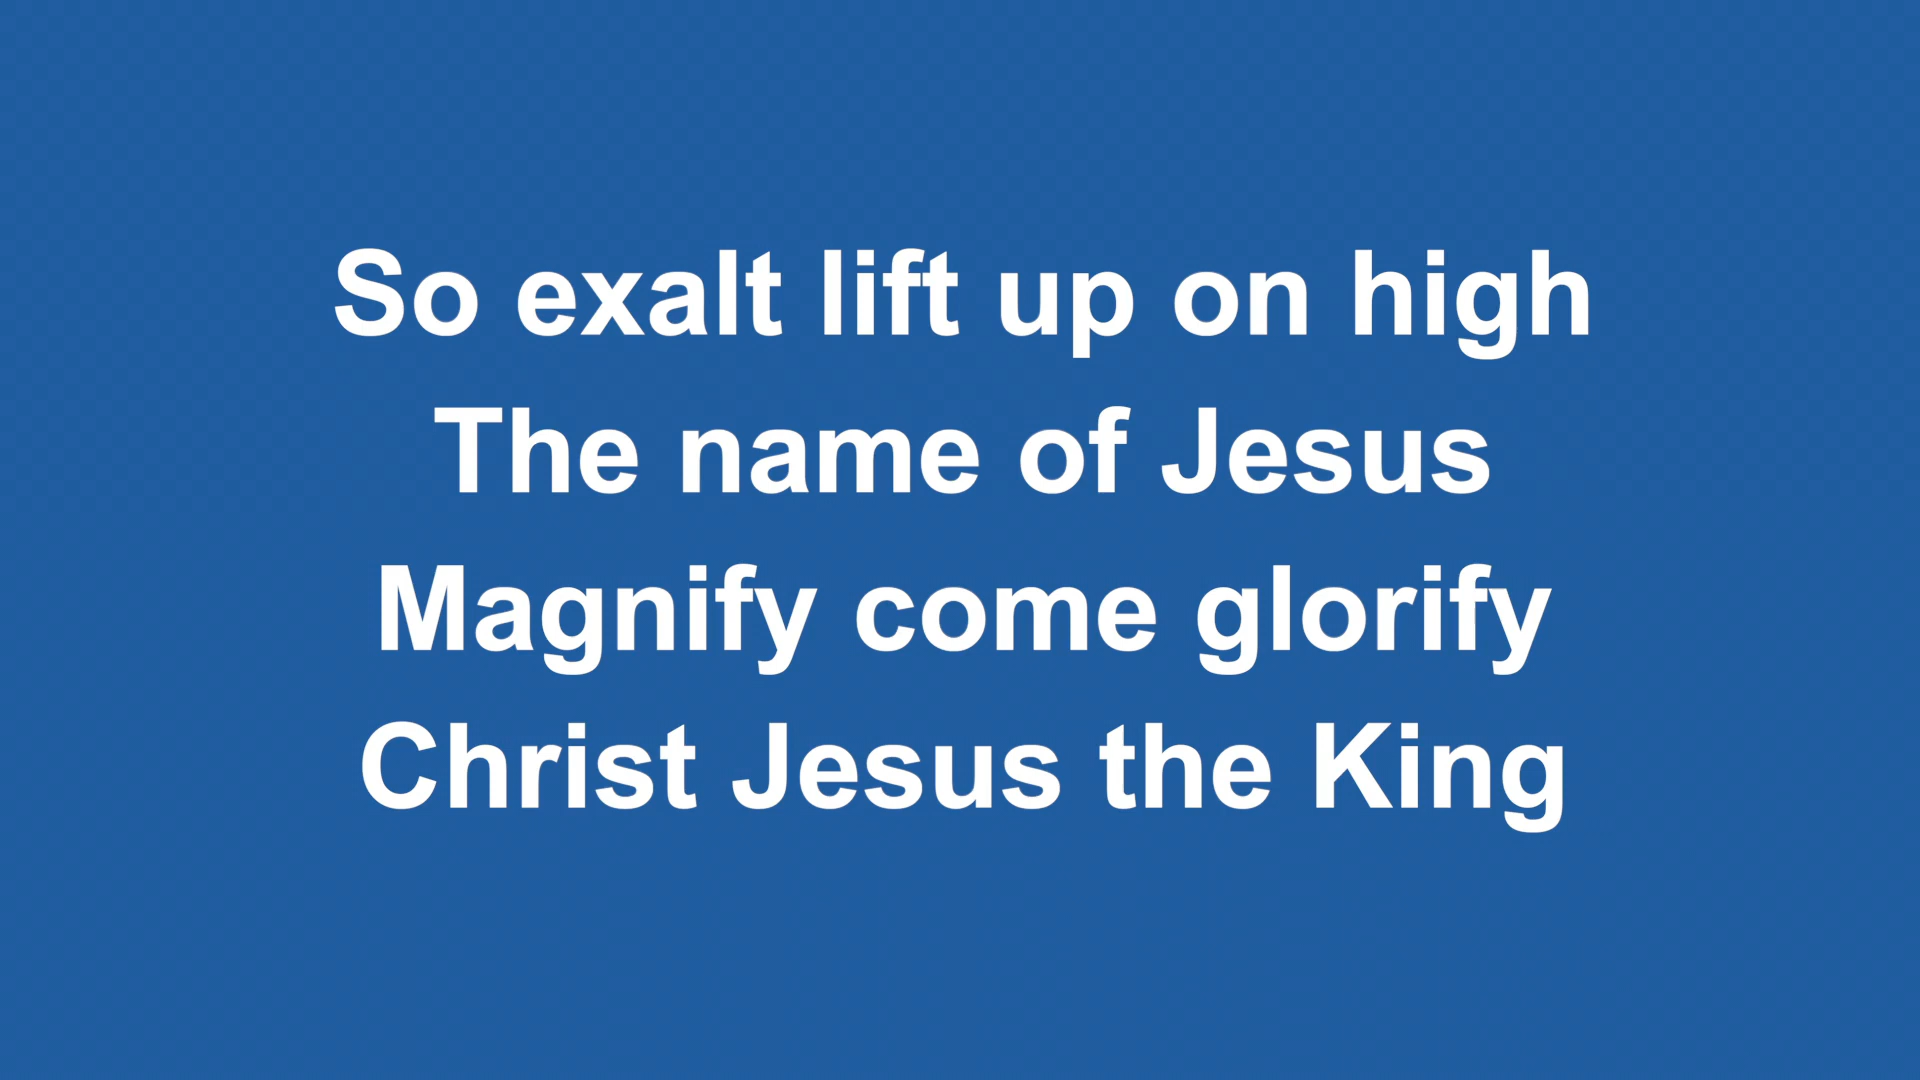 So exalt lift up on high
The name of Jesus
Magnify come glorify
Christ Jesus the King